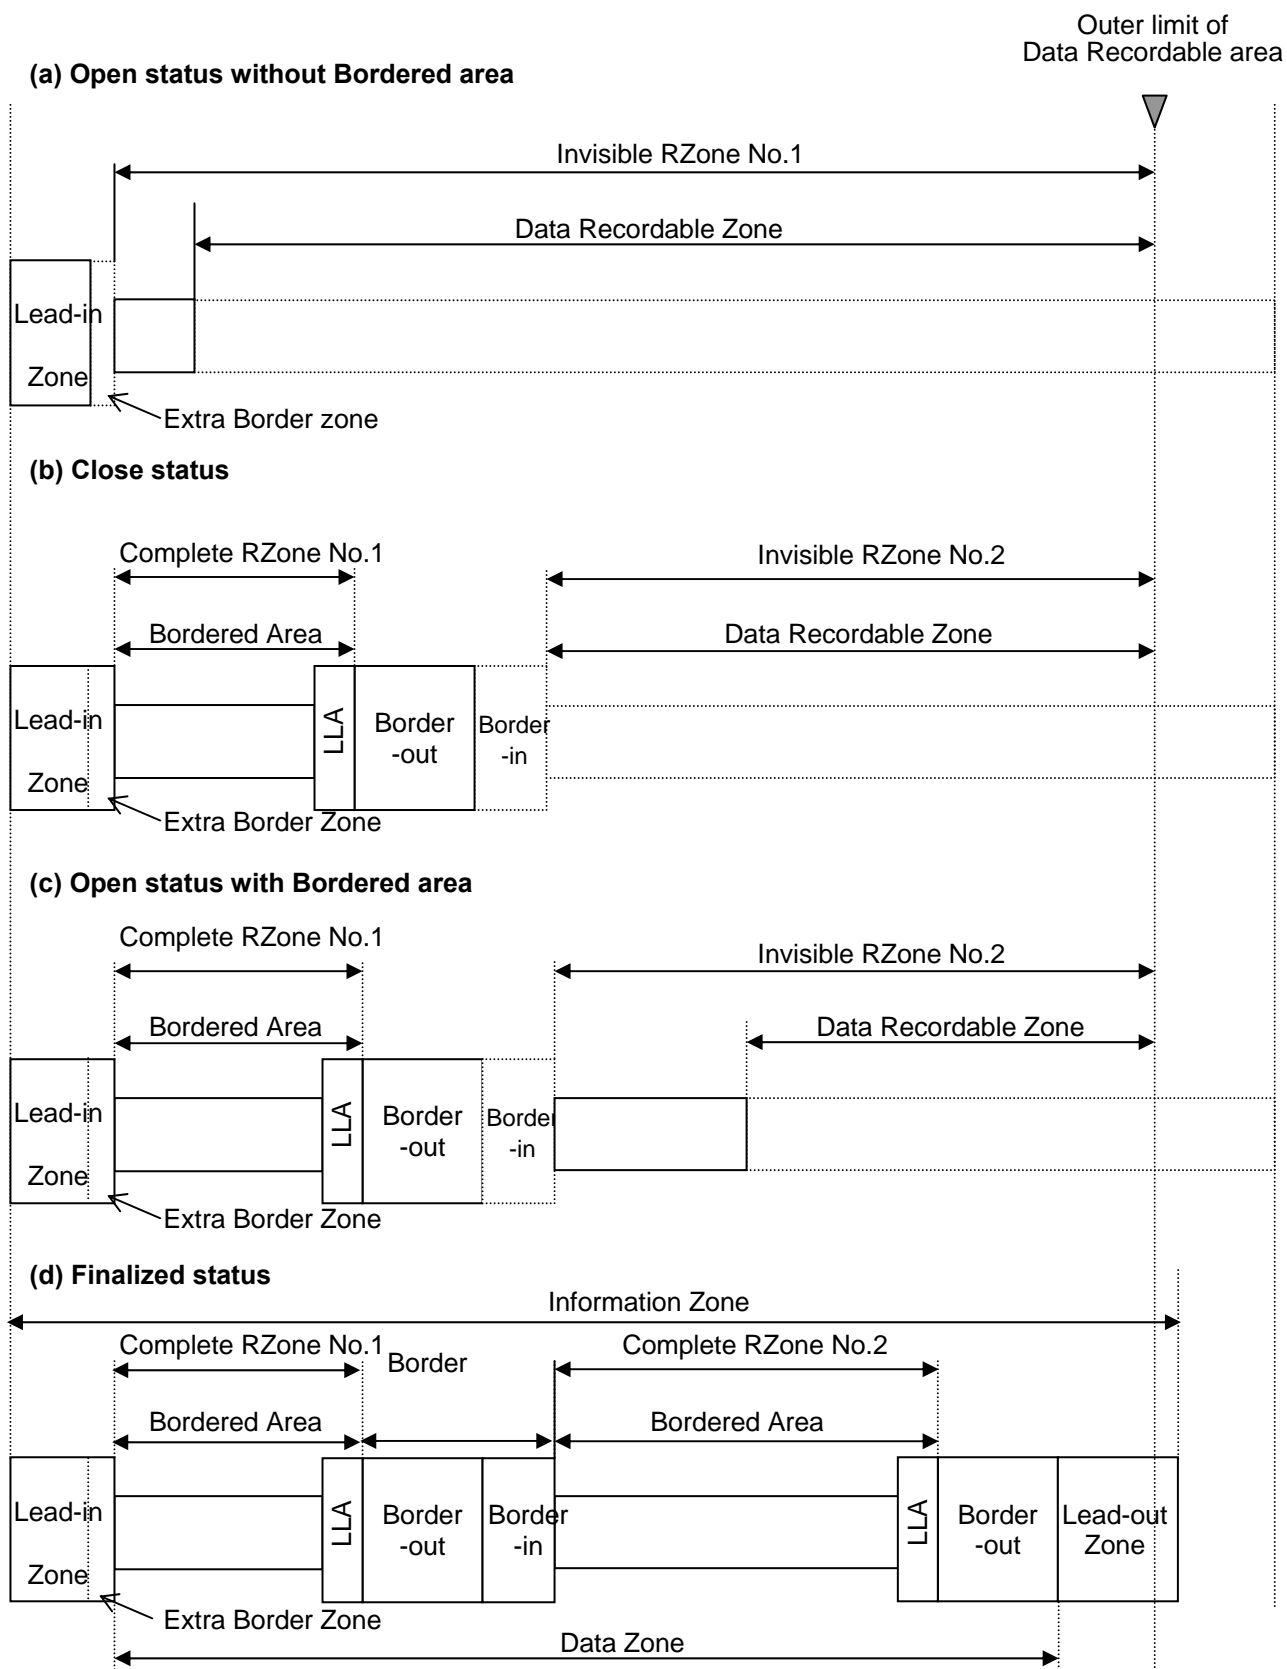 Outer limit of
Data Recordable area
(a) Open status without Bordered area
Invisible RZone No.1
Data Recordable Zone
Lead-in
Zone
Extra Border zone
(b) Close status
Complete RZone No.1
Invisible RZone No.2
Bordered Area
Data Recordable Zone
Lead-in
Zone
LLA
Border
-out
Border
-in
Extra Border Zone
(c) Open status with Bordered area
Complete RZone No.1
Invisible RZone No.2
Bordered Area
Data Recordable Zone
Lead-in
Zone
LLA
Border
-out
Border
-in
Extra Border Zone
(d) Finalized status
Information Zone
Complete RZone No.1
Border
Complete RZone No.2
Bordered Area
Bordered Area
Lead-in
Zone
LLA
Border
-out
Border
-in
LLA
Border
-out
Lead-out
Zone
Extra Border Zone
Data Zone